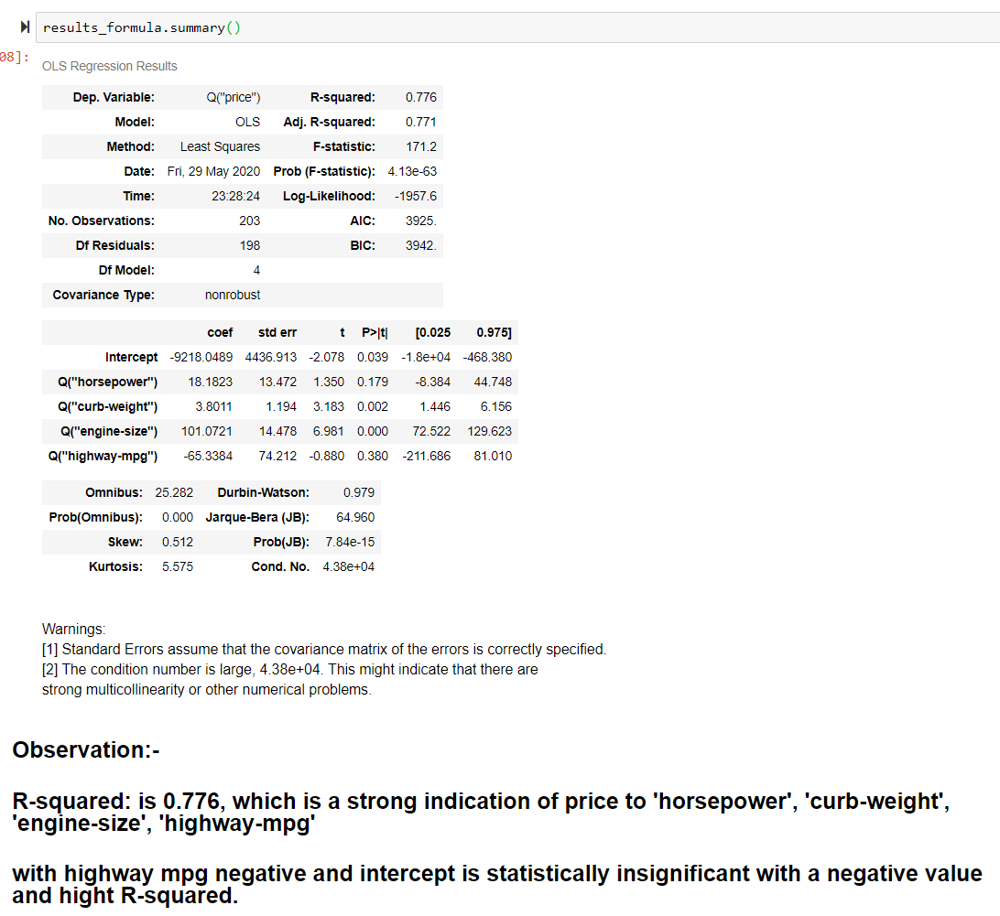 results_formula.summary()
08]:
OLS Regression Results
Dep. Variable: Q("price") R-squared: 0.776
Model: OLS Adj. R-squared: 0.771
Method: Least Squares F-statistic: 171.2
Date: Fri, 29 May 2020 Prob (F-statistic): 4.13e-63
Time: 23:28:24 Log-Likelihood: -1957.6
No. Observations: 203 AIC: 3925.
Df Residuals: 198 BIC: 3942.
Df Model: 4
Covariance Type: nonrobust
coef std err t P>|t| [0.025 0.975]
Intercept -9218.0489 4436.913 -2.078 0.039 -1.8e+04 -468.380
Q("horsepower") 18.1823 13.472 1.350 0.179 -8.384 44.748
Q("curb-weight") 3.8011 1.194 3.183 0.002 1.446 6.156
Q("engine-size") 101.0721 14.478 6.981 0.000 72.522 129.623
Q("highway-mpg") -65.3384 74.212 -0.880 0.380 -211.686 81.010
Omnibus: 25.282 Durbin-Watson: 0.979
Prob(Omnibus): 0.000 Jarque-Bera (JB): 64.960
Skew: 0.512 Prob(JB): 7.84e-15
Kurtosis: 5.575 Cond. No. 4.38e+04
Warnings:
[1] Standard Errors assume that the covariance matrix of the errors is correctly specified.
[2] The condition number is large, 4.38e+04. This might indicate that there are
strong multicollinearity or other numerical problems.
Observation:-
R-squared: is 0.776, which is a strong indication of price to 'horsepower', 'curb-weight',
'engine-size', 'highway-mpg'
with highway mpg negative and intercept is statistically insignificant with a negative value
and hight R-squared.